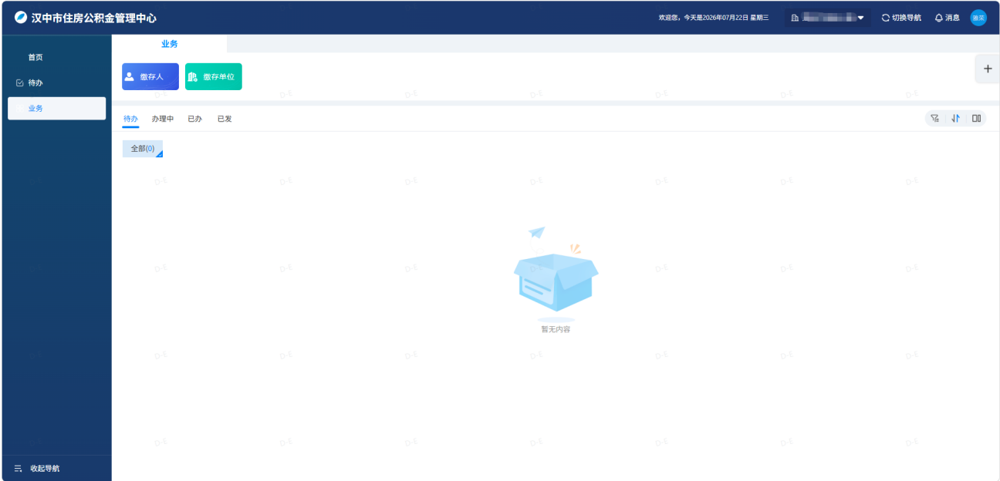 汉中市住房公积金管理中心
欢迎您，今天是2026年07月22日 星期三
切换导航
消息
激荣
首页
待办
业务
业务
缴存人
缴存单位
待办 办理中 已办 已发
全部(0)
暂无内容
收起导航